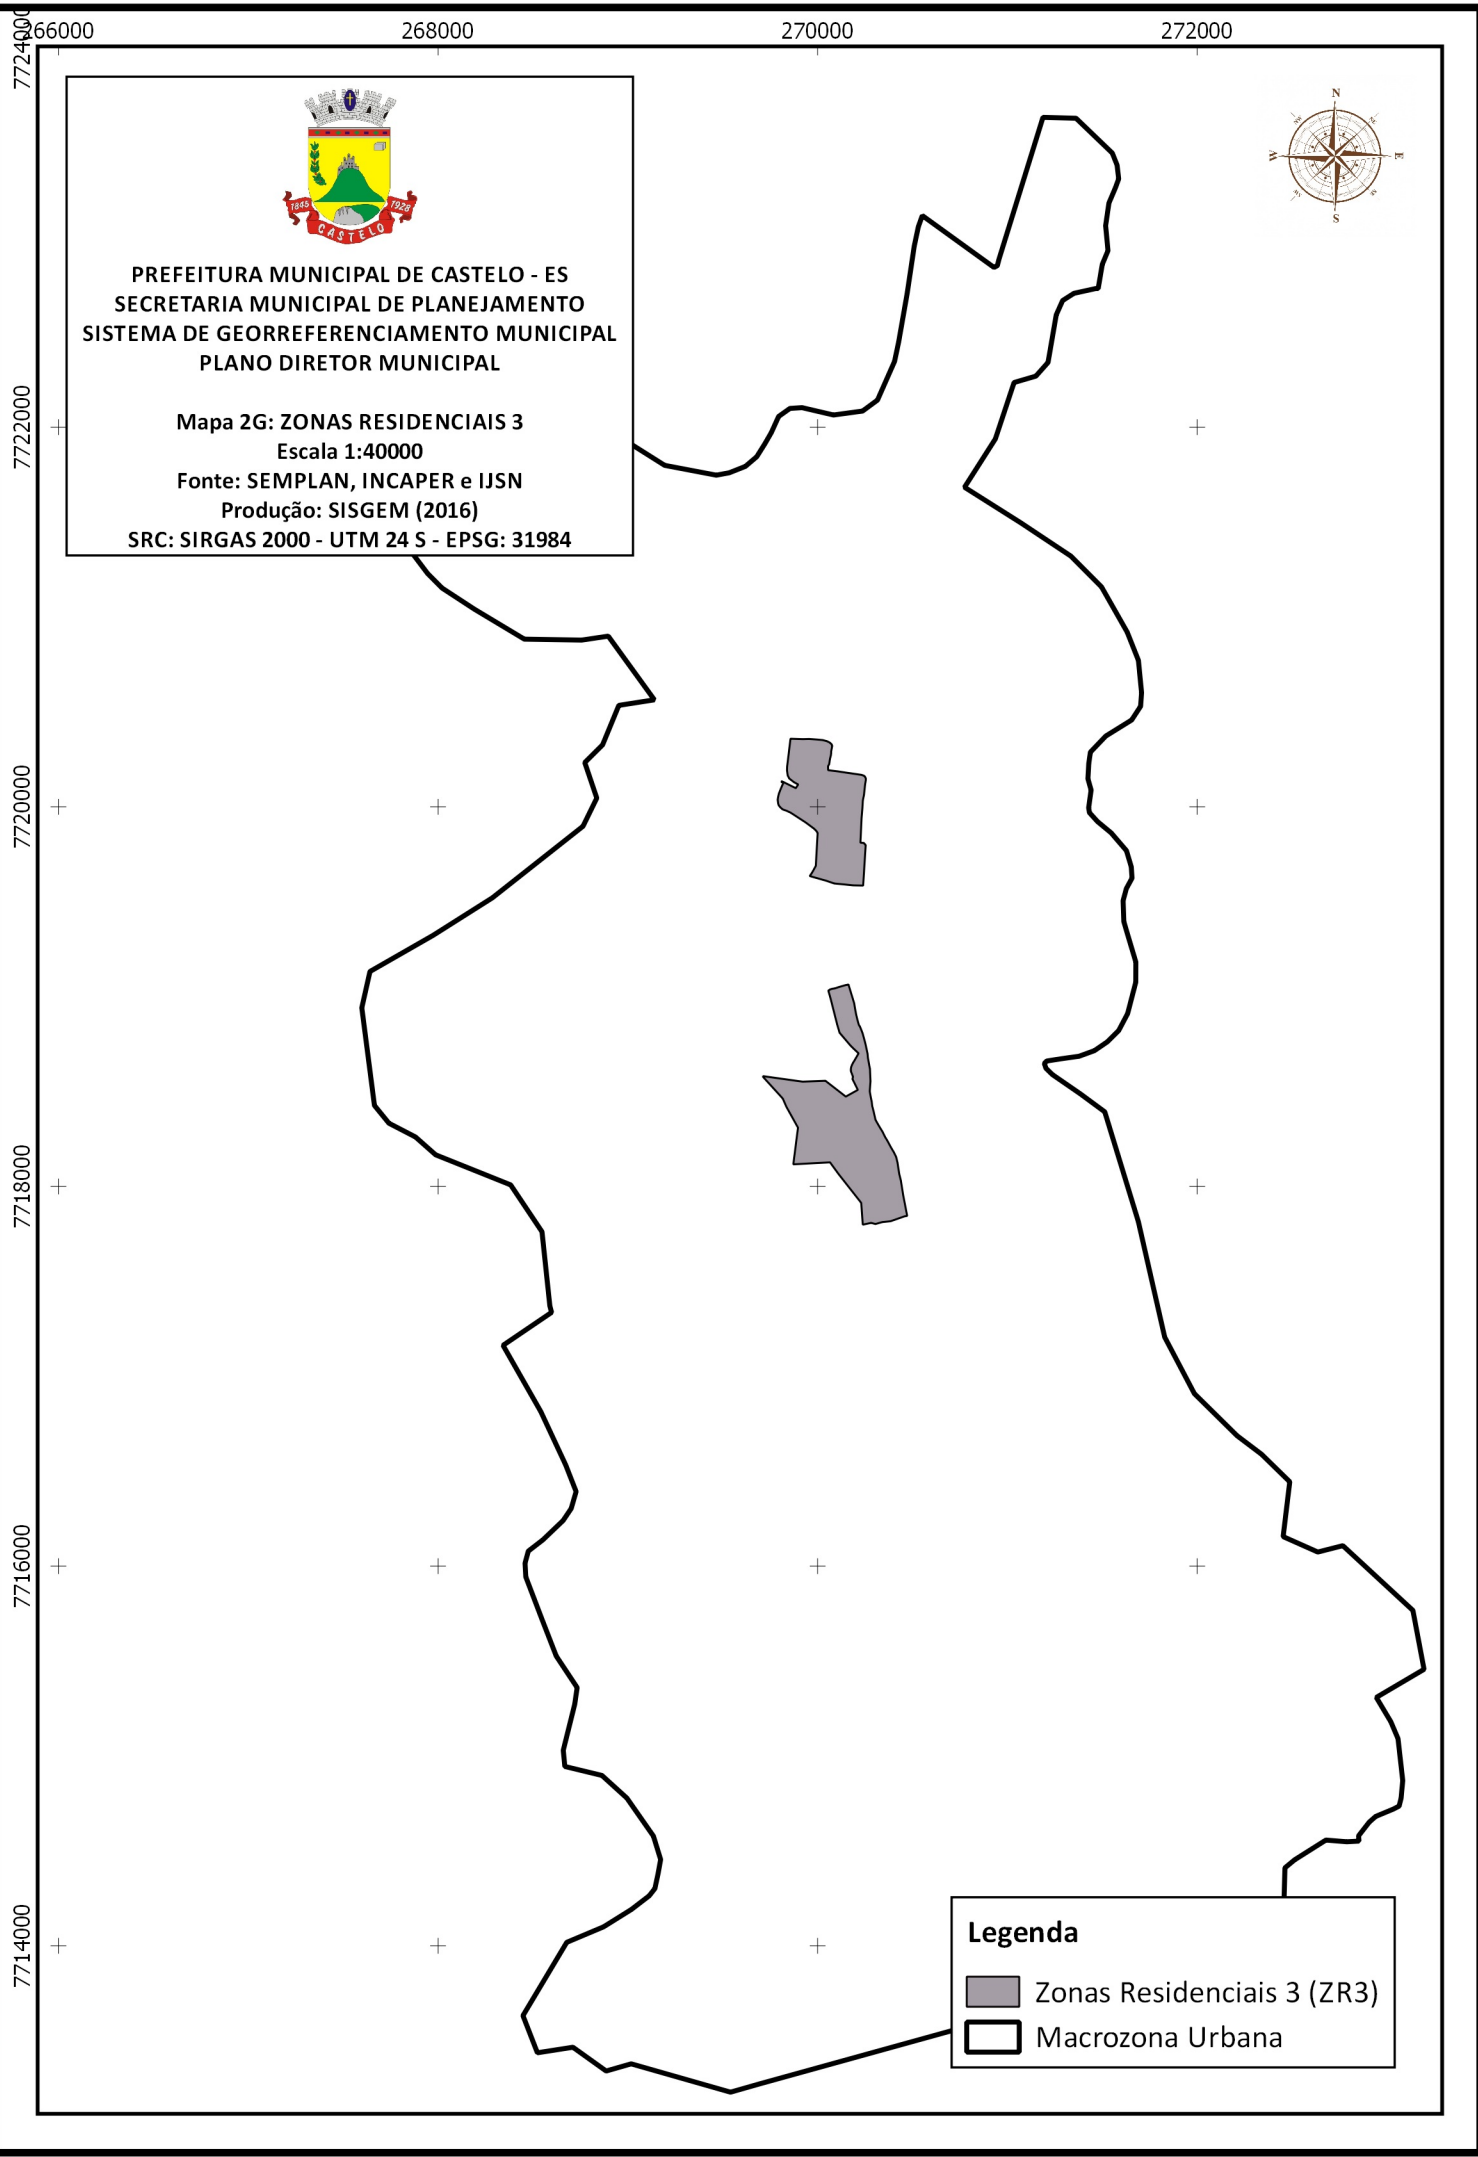 266000 268000 270000 272000
7724000
7722000
7720000
7718000
7716000
7714000
1845 CASTELO 1928
PREFEITURA MUNICIPAL DE CASTELO - ES
SECRETARIA MUNICIPAL DE PLANEJAMENTO
SISTEMA DE GEORREFERENCIAMENTO MUNICIPAL
PLANO DIRETOR MUNICIPAL
Mapa 2G: ZONAS RESIDENCIAIS 3
Escala 1:40000
Fonte: SEMPLAN, INCAPER e IJSN
Produção: SISGEM (2016)
SRC: SIRGAS 2000 - UTM 24 S - EPSG: 31984
N
NW NE
W E
S
Legenda
Zonas Residenciais 3 (ZR3)
Macrozona Urbana